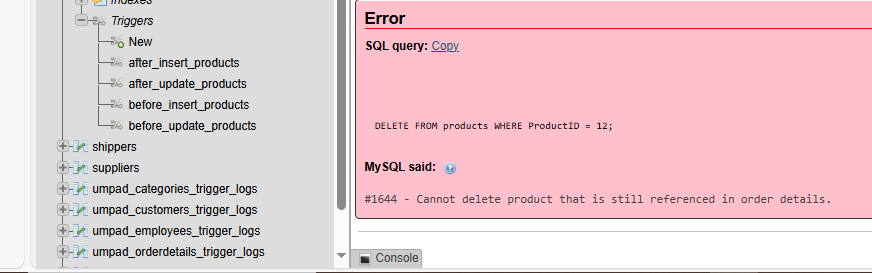 Indexes
Triggers
New
after_insert_products
after_update_products
before_insert_products
before_update_products
shippers
suppliers
umpad_categories_trigger_logs
umpad_customers_trigger_logs
umpad_employees_trigger_logs
umpad_orderdetails_trigger_logs
Error
SQL query: Copy
DELETE FROM products WHERE ProductID = 12;
MySQL said:
#1644 - Cannot delete product that is still referenced in order details.
Console